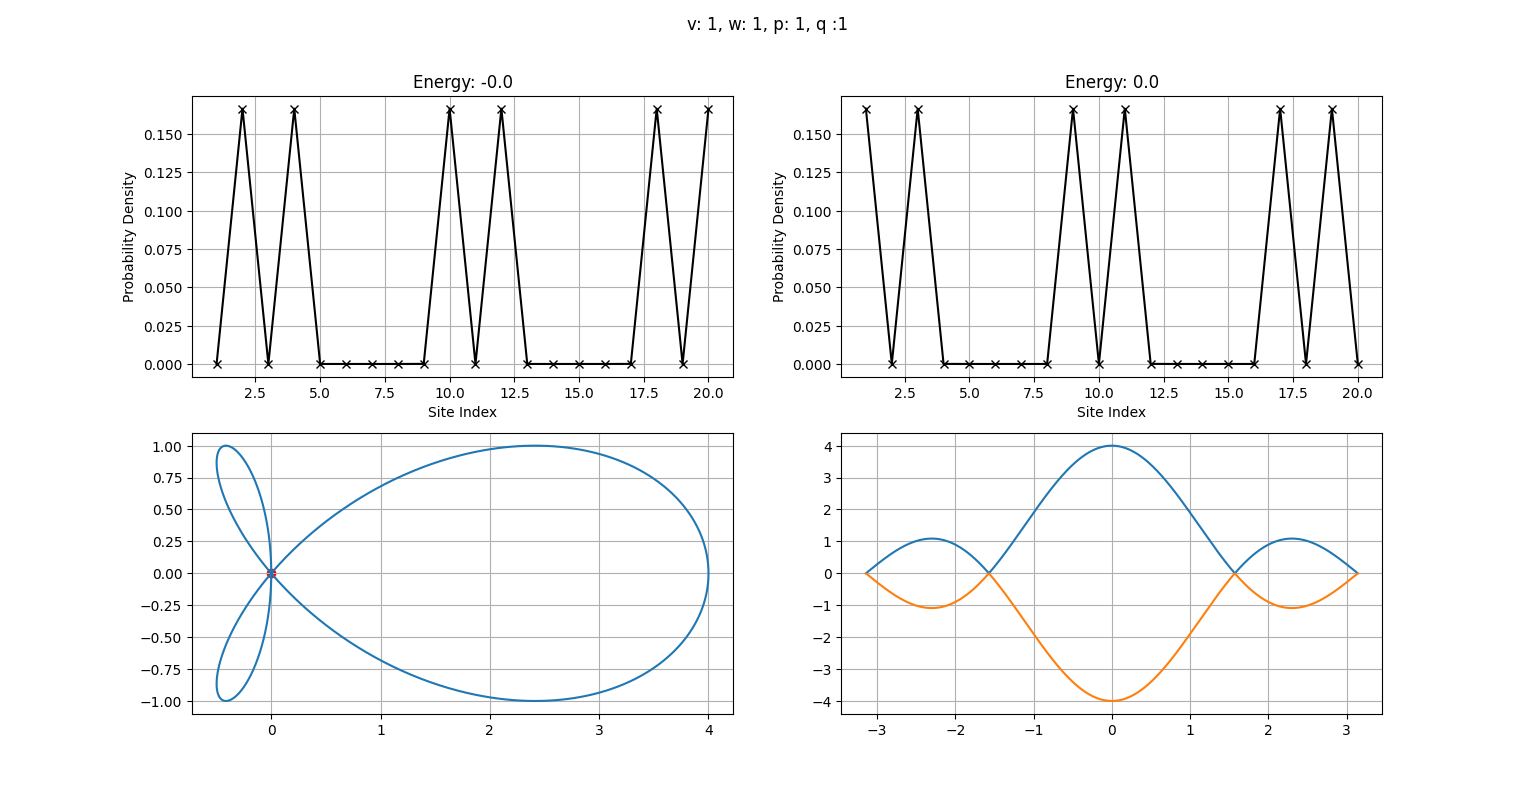 v: 1, w: 1, p: 1, q :1
Energy: -0.0
Probability Density
0.150
0.125
0.100
0.075
0.050
0.025
0.000
2.5 5.0 7.5 10.0 12.5 15.0 17.5 20.0
Site Index
Energy: 0.0
Probability Density
0.150
0.125
0.100
0.075
0.050
0.025
0.000
2.5 5.0 7.5 10.0 12.5 15.0 17.5 20.0
Site Index
1.00
0.75
0.50
0.25
0.00
−0.25
−0.50
−0.75
−1.00
0 1 2 3 4
4
3
2
1
0
−1
−2
−3
−4
−3 −2 −1 0 1 2 3